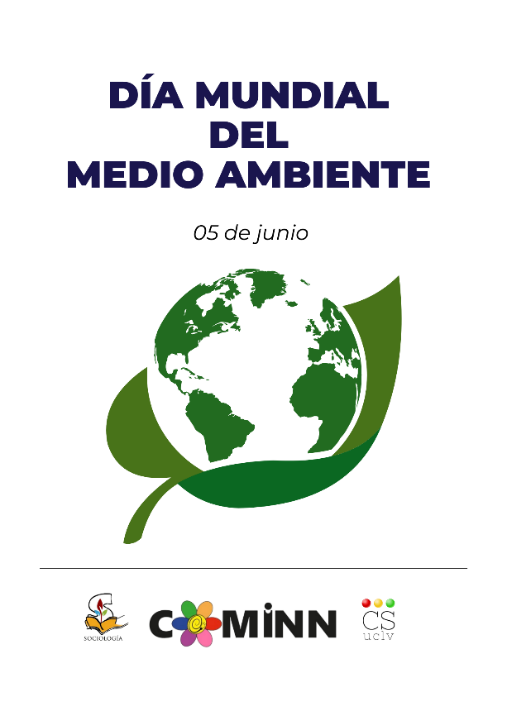 DÍA MUNDIAL
DEL
MEDIO AMBIENTE
05 de junio
SOCIOLOGÍA
COMINN
CS
uclv